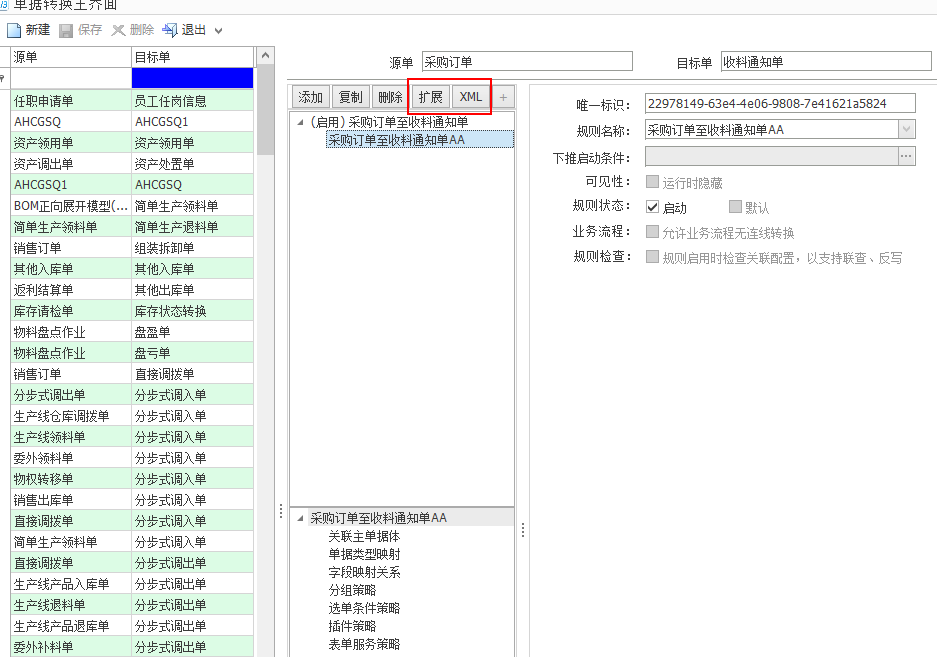 单据转换主界面
新建 保存 删除 退出
源单 目标单
任职申请单 员工任岗信息
AHCGSQ AHCGSQ1
资产领用单 资产领用单
资产调出单 资产处置单
AHCGSQ1 AHCGSQ
BOM正向展开模型(... 简单生产领料单
简单生产领料单 简单生产退料单
销售订单 组装拆卸单
其他入库单 其他入库单
返利结算单 其他出库单
库存请检单 库存状态转换
物料盘点作业 盘盈单
物料盘点作业 盘亏单
销售订单 直接调拨单
分步式调出单 分步式调入单
生产线仓库调拨单 分步式调入单
生产线领料单 分步式调入单
委外领料单 分步式调入单
物权转移单 分步式调入单
销售出库单 分步式调入单
直接调拨单 分步式调入单
简单生产领料单 分步式调入单
直接调拨单 分步式调出单
生产线产品入库单 分步式调出单
生产线退料单 分步式调出单
生产线产品退库单 分步式调出单
委外补料单 分步式调出单
源单 采购订单 目标单 收料通知单
添加 复制 删除 扩展 XML +
(启用) 采购订单至收料通知单
采购订单至收料通知单AA
采购订单至收料通知单AA
关联主单据体
单据类型映射
字段映射关系
分组策略
选单条件策略
插件策略
表单服务策略
唯一标识: 22978149-63e4-4e06-9808-7e41621a5824
规则名称: 采购订单至收料通知单AA
下推启动条件: ...
可见性: 运行时隐藏
规则状态: 启动 默认
业务流程: 允许业务流程无连线转换
规则检查: 规则启用时检查关联配置，以支持联查、反写